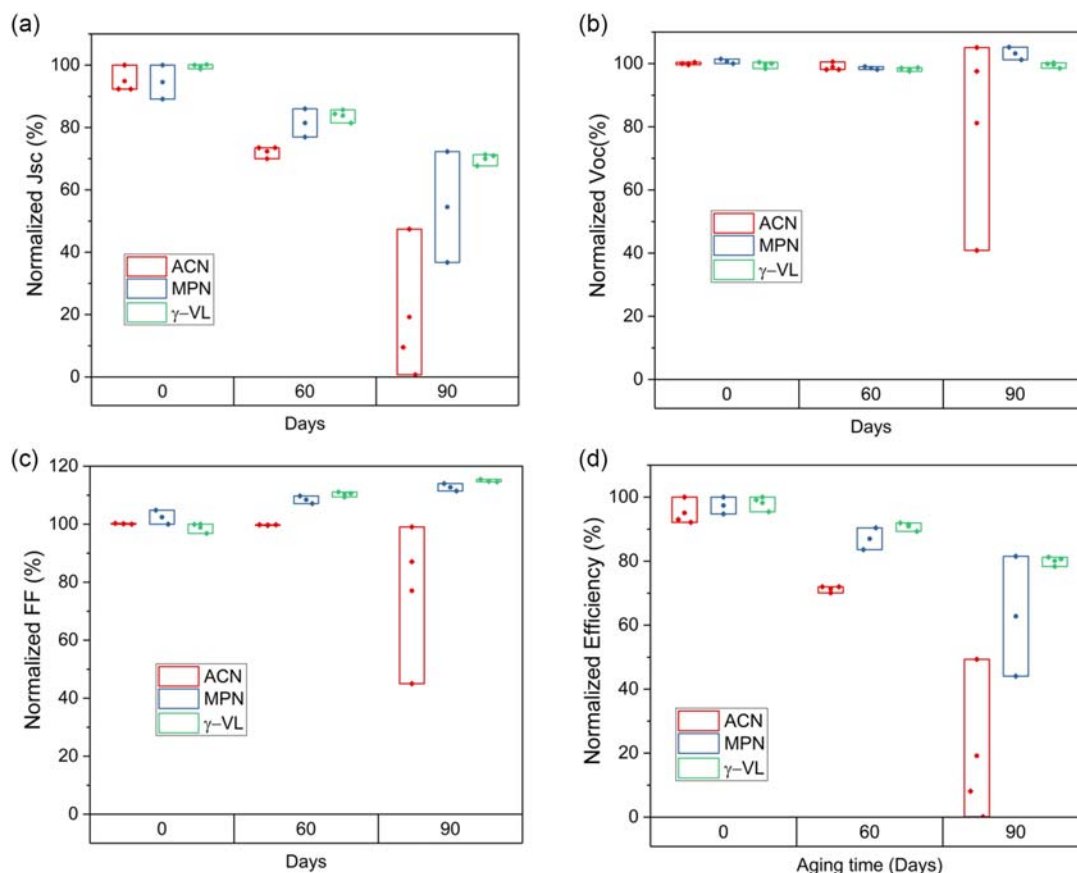 (a)
Normalized Jsc (%)
100
80
60
40
20
0
ACN
MPN
γ–VL
0 60 90
Days
(b)
Normalized Voc(%)
100
80
60
40
20
0
ACN
MPN
γ–VL
0 60 90
Days
(c)
Normalized FF (%)
120
100
80
60
40
20
0
ACN
MPN
γ–VL
0 60 90
Days
(d)
Normalized Efficiency (%)
100
80
60
40
20
0
ACN
MPN
γ–VL
0 60 90
Aging time (Days)